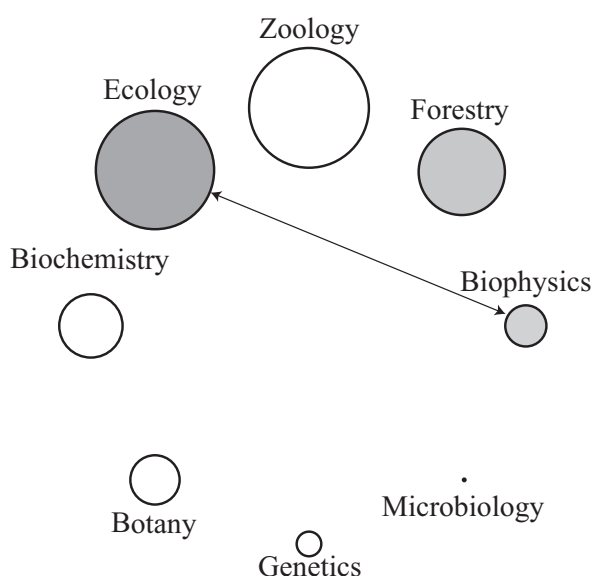 Zoology
Ecology
Forestry
Biochemistry
Biophysics
Microbiology
Botany
Genetics